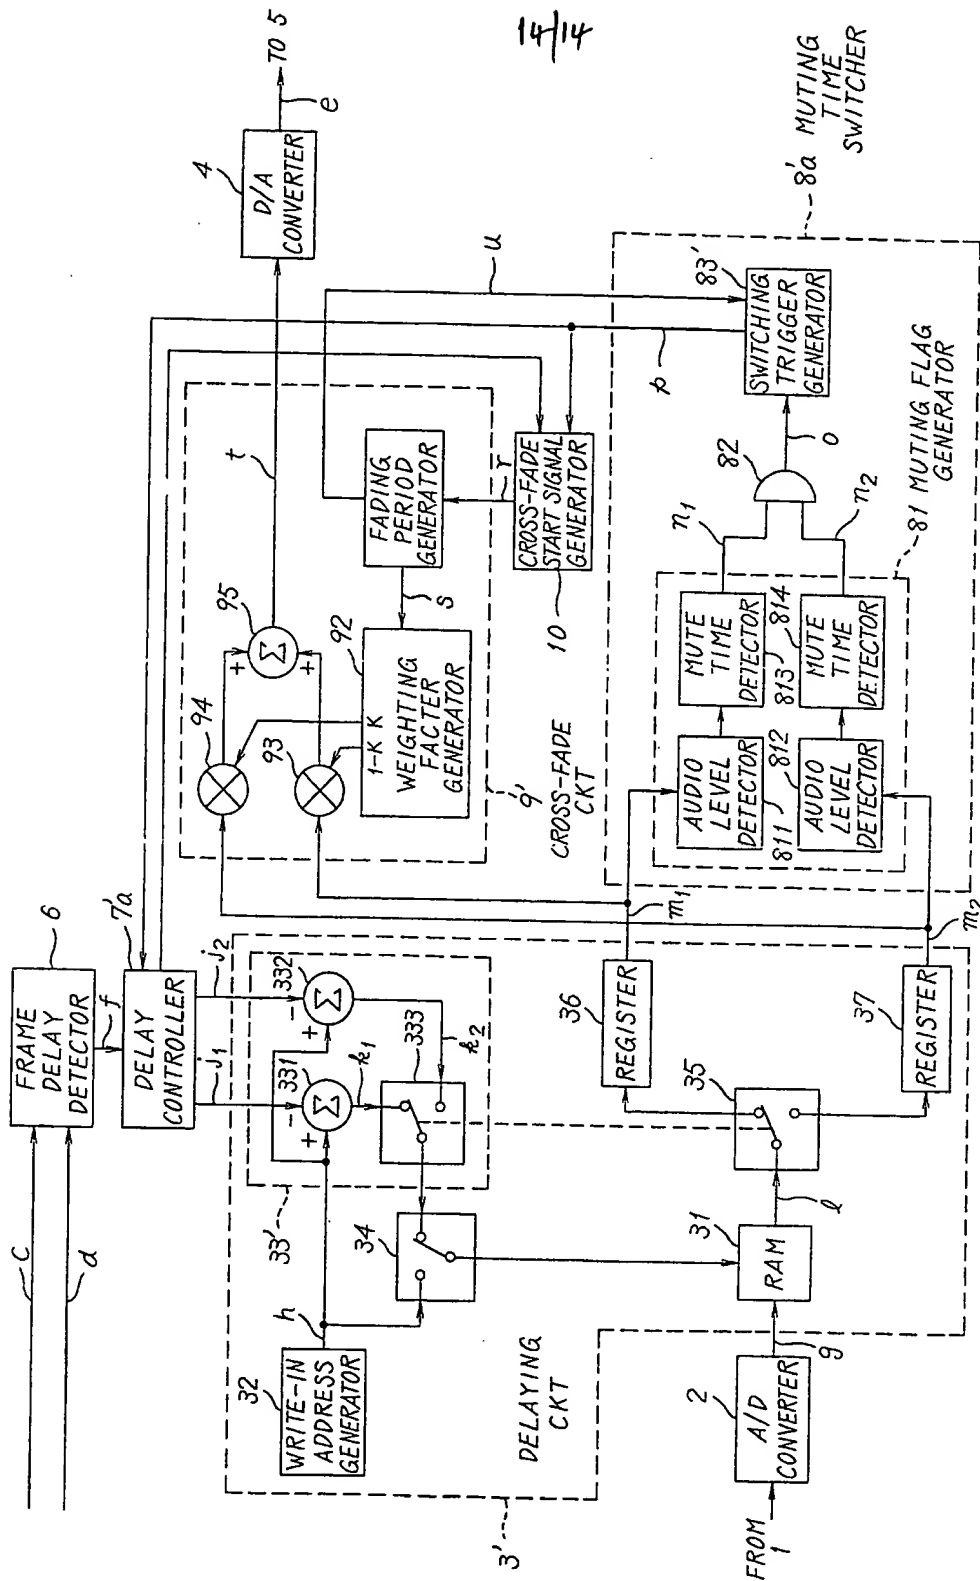 14/14
C
d
FRAME
DELAY
DETECTOR
6
f
DELAY
CONTROLLER
7'a
j1
j2
WRITE-IN
ADDRESS
GENERATOR
32
h
33'
331
332
333
k1
k2
Σ
Σ
+
-
+
-
34
35
DELAYING
CKT
3'
FROM
1
A/D
CONVERTER
2
g
RAM
31
l
REGISTER
36
REGISTER
37
m1
m2
94
93
95
Σ
+
+
t
D/A
CONVERTER
4
e
TO 5
1-K K
WEIGHTING
FACTER
GENERATOR
92
s
FADING
PERIOD
GENERATOR
u
r
CROSS-FADE
START SIGNAL
GENERATOR
10
9'
CROSS-FADE
CKT
AUDIO
LEVEL
DETECTOR
811
MUTE
TIME
DETECTOR
813
AUDIO
LEVEL
DETECTOR
812
MUTE
TIME
DETECTOR
814
n1
n2
82
o
p
SWITCHING
TRIGGER
GENERATOR
83'
81 MUTING FLAG
GENERATOR
8'a MUTING
TIME
SWITCHER